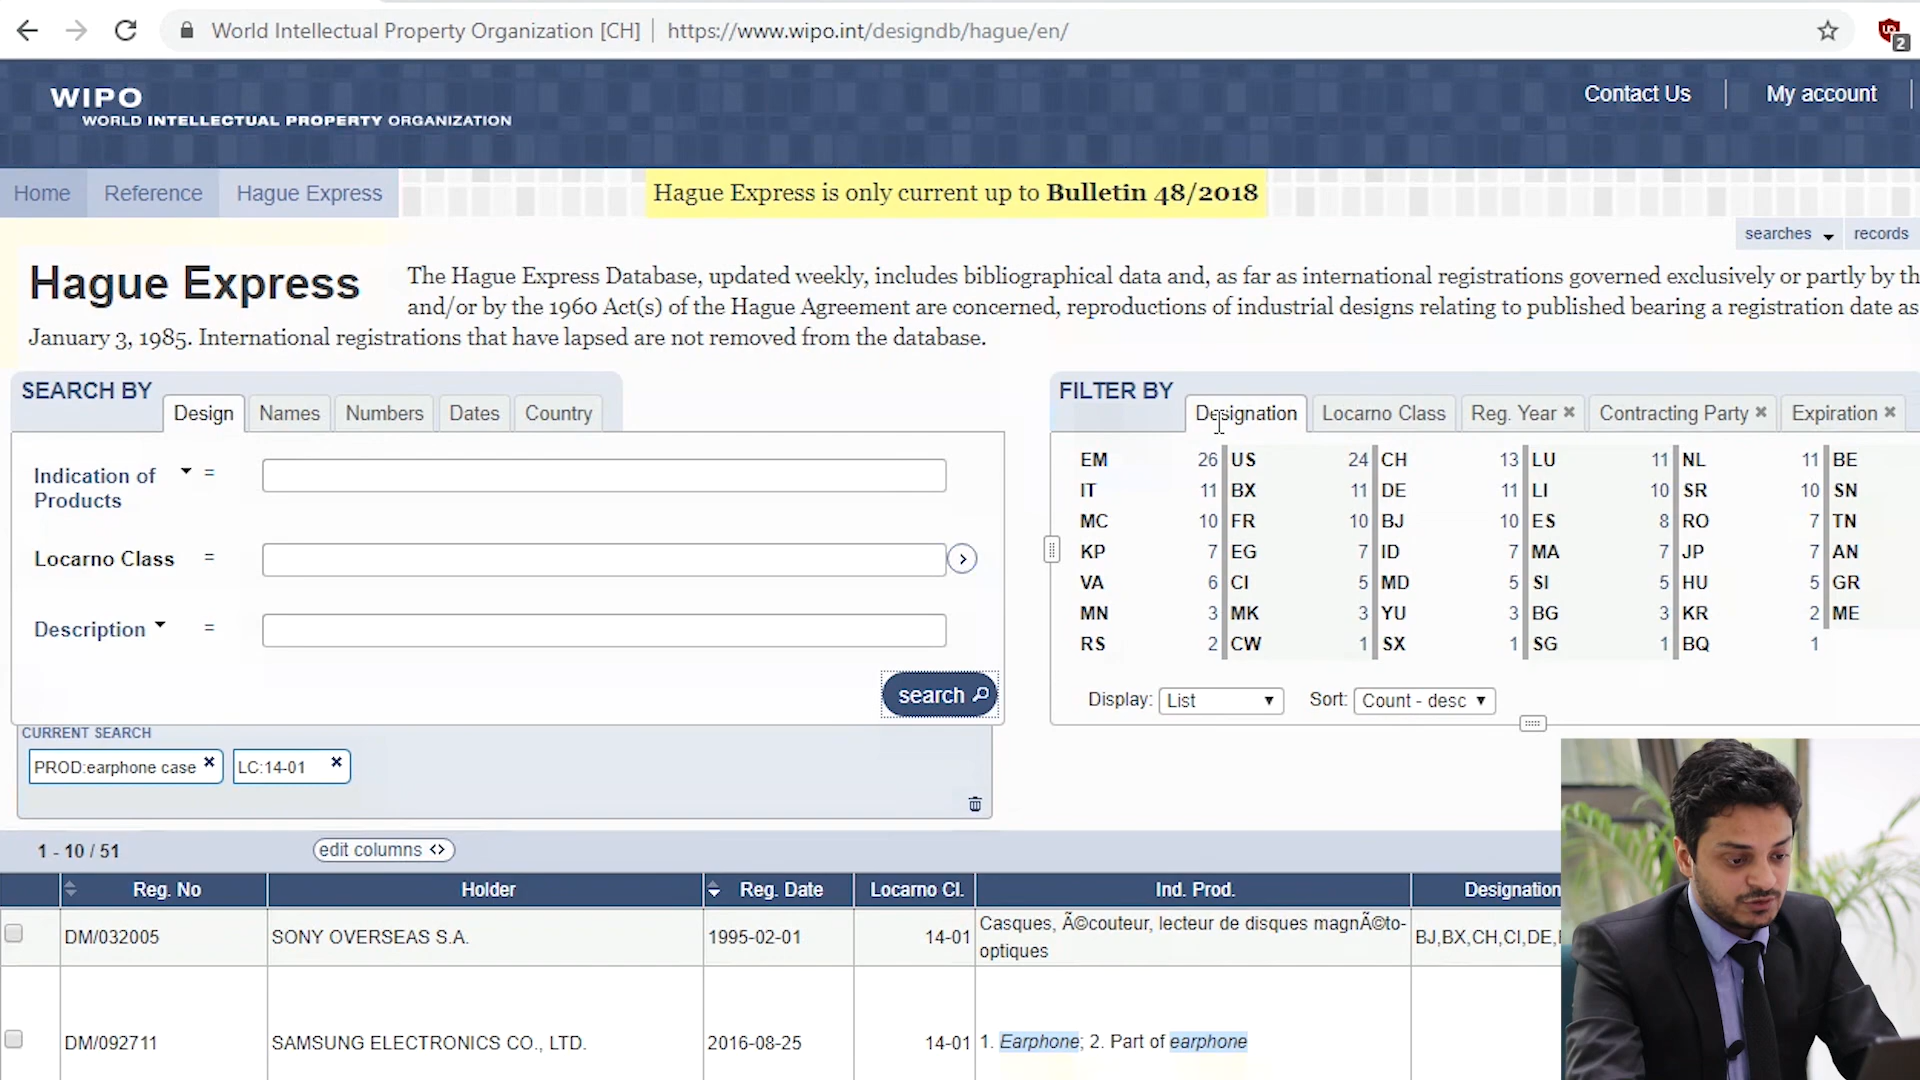 World Intellectual Property Organization [CH] https://www.wipo.int/designdb/hague/en/
2
WIPO
WORLD INTELLECTUAL PROPERTY ORGANIZATION
Contact Us
My account
Home
Reference
Hague Express
Hague Express is only current up to Bulletin 48/2018
searches
records
Hague Express
The Hague Express Database, updated weekly, includes bibliographical data and, as far as international registrations governed exclusively or partly by th
and/or by the 1960 Act(s) of the Hague Agreement are concerned, reproductions of industrial designs relating to published bearing a registration date as
January 3, 1985. International registrations that have lapsed are not removed from the database.
SEARCH BY
Design
Names
Numbers
Dates
Country
Indication of
Products
=
Locarno Class =
Description =
search
CURRENT SEARCH
PROD:earphone case
LC:14-01
FILTER BY
Designation
Locarno Class
Reg. Year
Contracting Party
Expiration
EM 26 US 24 CH 13 LU 11 NL 11 BE
IT 11 BX 11 DE 11 LI 10 SR 10 SN
MC 10 FR 10 BJ 10 ES 8 RO 7 TN
KP 7 EG 7 ID 7 MA 7 JP 7 AN
VA 6 CI 5 MD 5 SI 5 HU 5 GR
MN 3 MK 3 YU 3 BG 3 KR 2 ME
RS 2 CW 1 SX 1 SG 1 BQ 1
Display: List Sort: Count - desc
1 - 10 / 51
edit columns
Reg. No Holder Reg. Date Locarno Cl. Ind. Prod. Designation
DM/032005 SONY OVERSEAS S.A. 1995-02-01 14-01 Casques, Ã©couteur, lecteur de disques magnÃ©to-
optiques
BJ,BX,CH,CI,DE,
DM/092711 SAMSUNG ELECTRONICS CO., LTD. 2016-08-25 14-01 1. Earphone; 2. Part of earphone